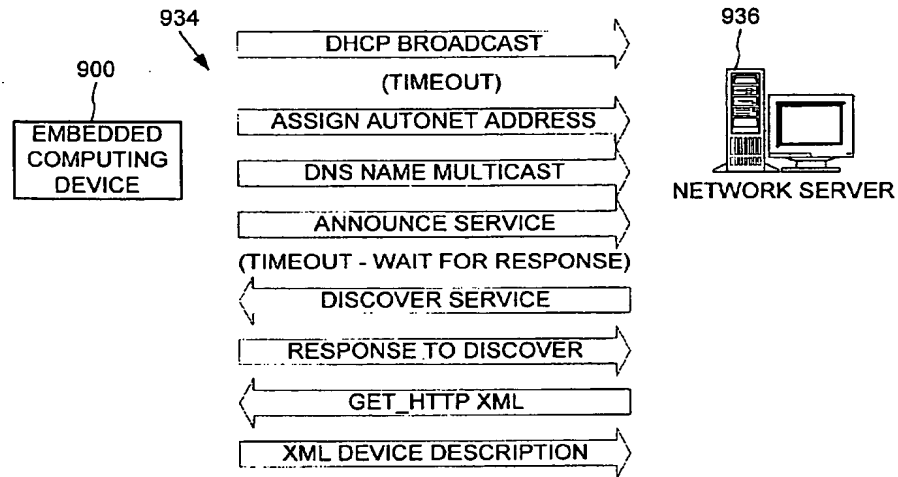 934
936
900
DHCP BROADCAST
(TIMEOUT)
EMBEDDED
COMPUTING
DEVICE
ASSIGN AUTONET ADDRESS
DNS NAME MULTICAST
NETWORK SERVER
ANNOUNCE SERVICE
(TIMEOUT - WAIT FOR RESPONSE)
DISCOVER SERVICE
RESPONSE TO DISCOVER
GET_HTTP XML
XML DEVICE DESCRIPTION